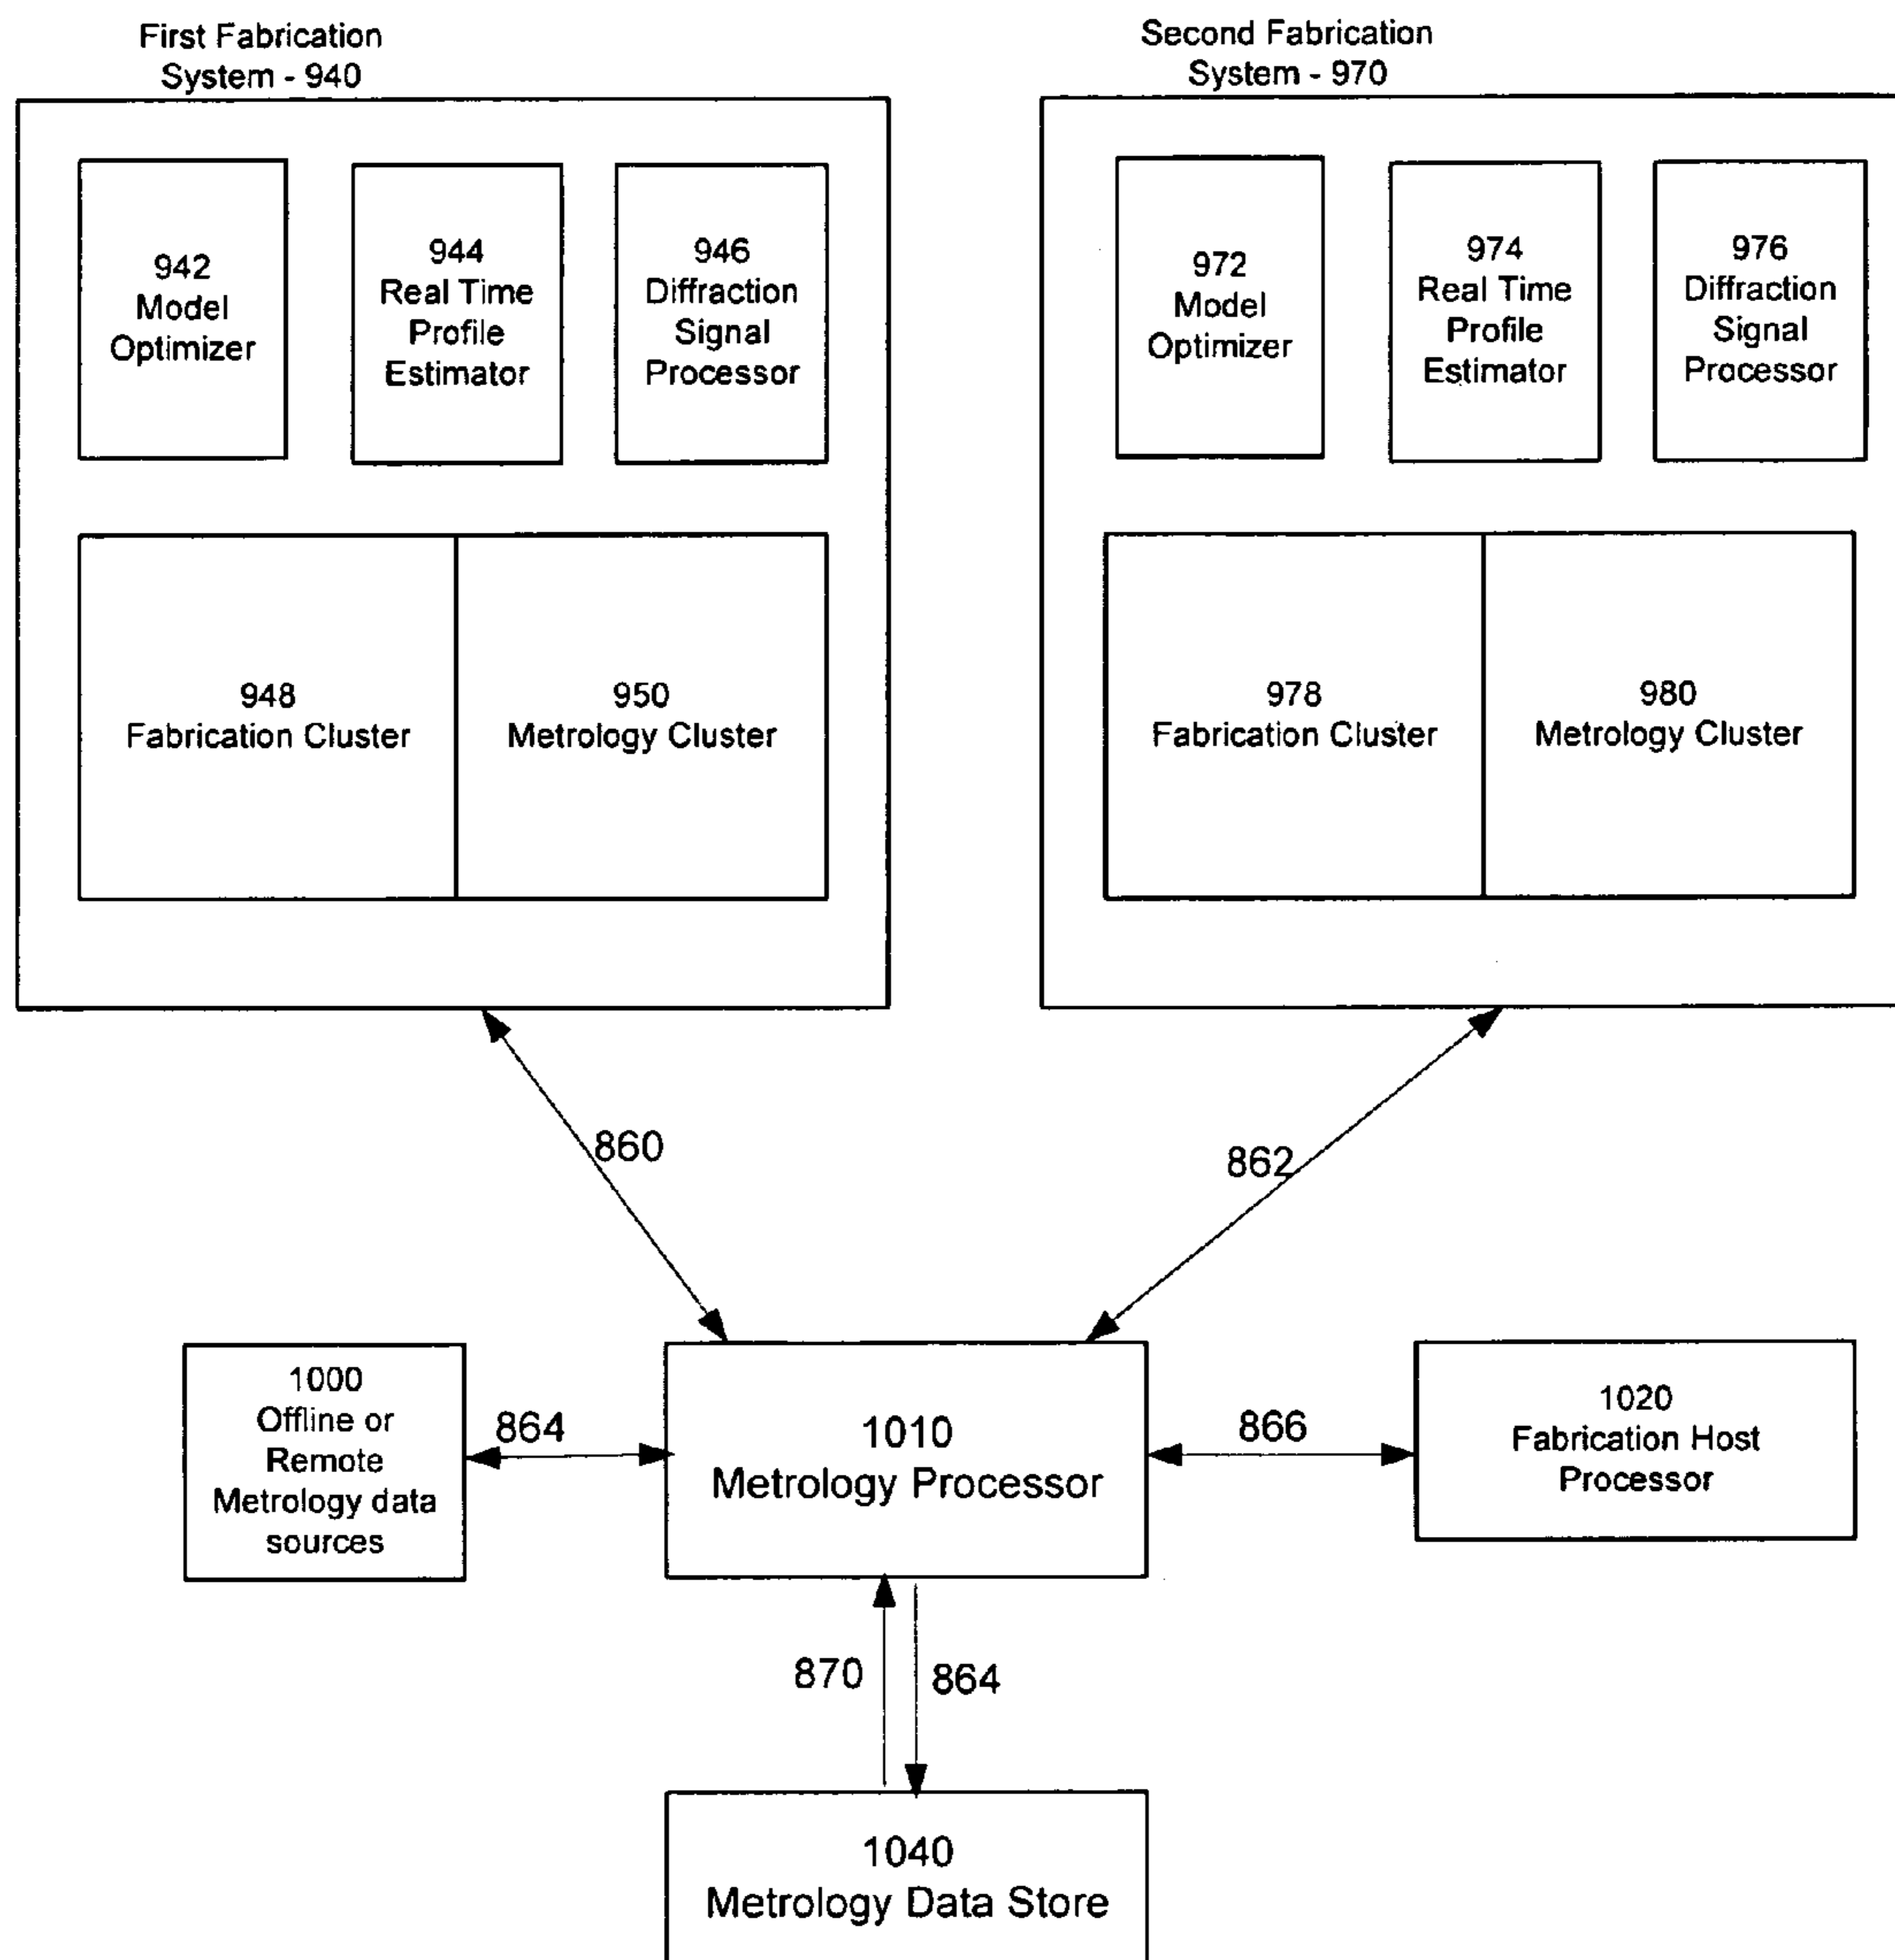 First Fabrication
System - 940
Second Fabrication
System - 970
942
Model
Optimizer
944
Real Time
Profile
Estimator
946
Diffraction
Signal
Processor
972
Model
Optimizer
974
Real Time
Profile
Estimator
976
Diffraction
Signal
Processor
948
Fabrication Cluster
950
Metrology Cluster
978
Fabrication Cluster
980
Metrology Cluster
860
862
1000
Offline or
Remote
Metrology data
sources
864
1010
Metrology Processor
866
1020
Fabrication Host
Processor
870
864
1040
Metrology Data Store